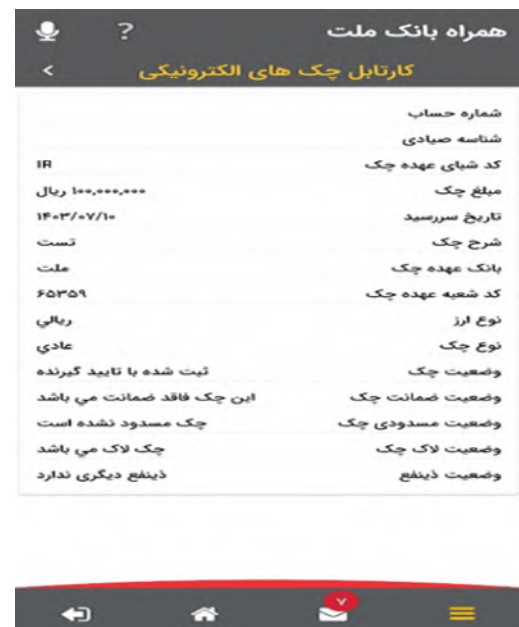 همراه بانک ملت ?
کارتابل چک های الکترونیکی
شماره حساب
شناسه صیادی
کد شبای عهده چک IR
مبلغ چک ۱۰۰,۰۰۰,۰۰۰ ریال
تاریخ سررسید ۱۴۰۳/۰۷/۱۰
شرح چک تست
بانک عهده چک ملت
کد شعبه عهده چک ۶۵۳۵۹
نوع ارز ریالي
نوع چک عادي
وضعیت چک ثبت شده با تایید گیرنده
وضعیت ضمانت چک این چک فاقد ضمانت مي باشد
وضعیت مسدودی چک چک مسدود نشده است
وضعیت لاک چک چک لاک مي باشد
وضعیت ذینفع ذینفع دیگری ندارد
۷